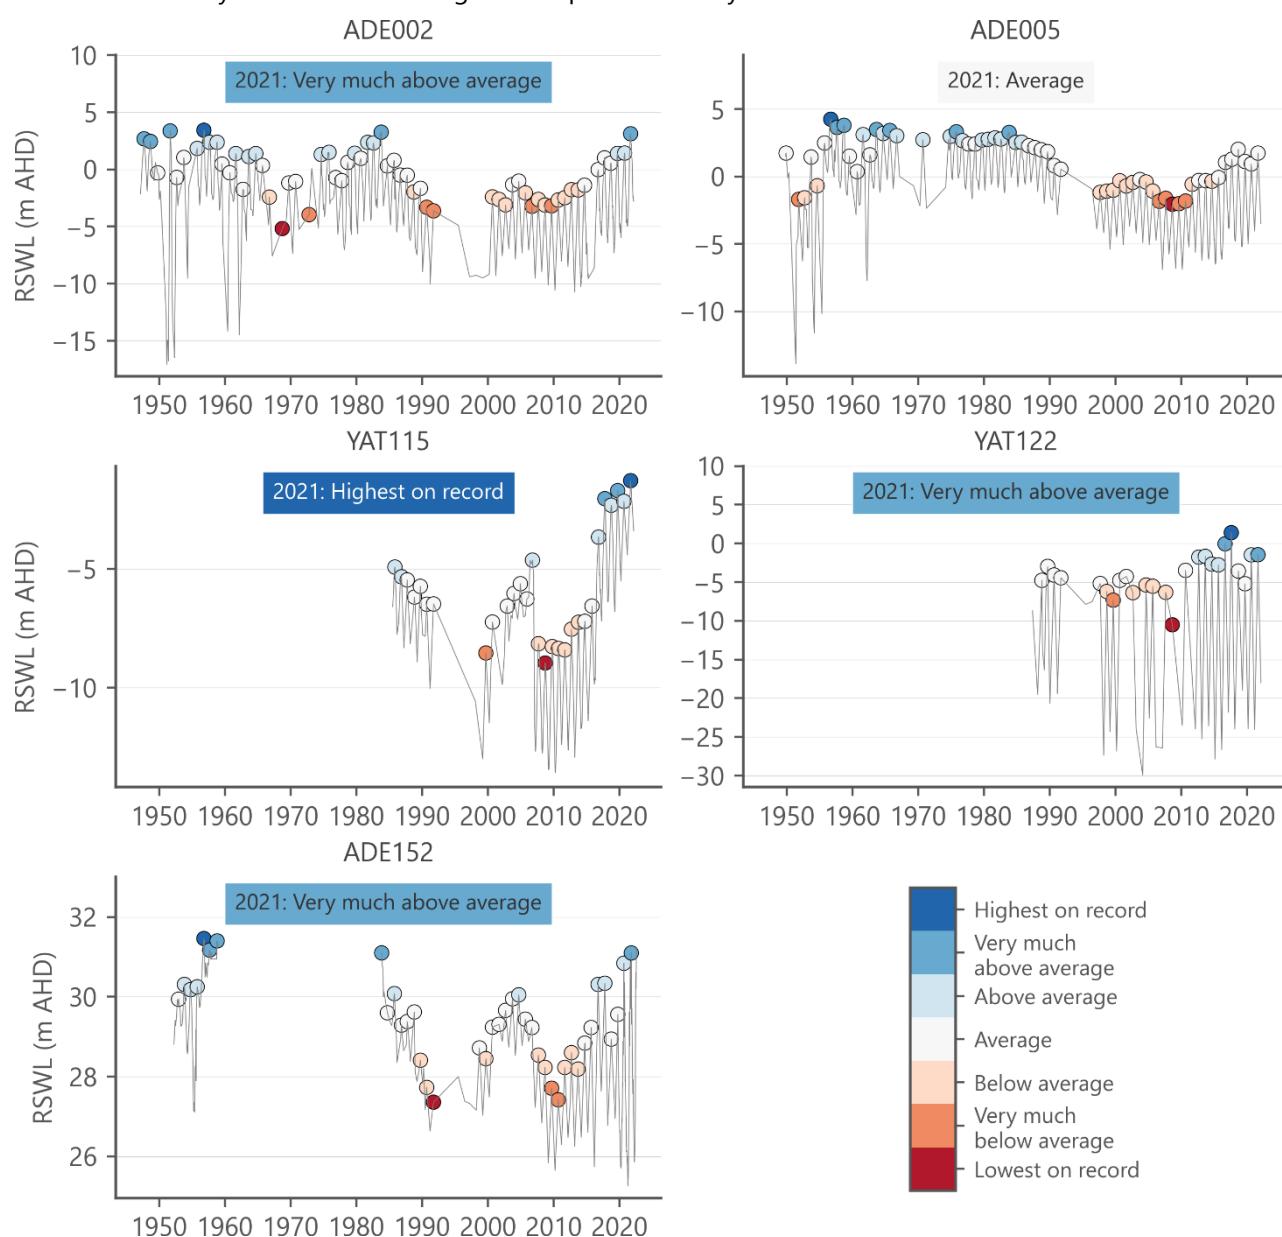 ADE002
10
5
0
−5
−10
−15
RSWL (m AHD)
2021: Very much above average
1950 1960 1970 1980 1990 2000 2010 2020
ADE005
5
0
−5
−10
2021: Average
1950 1960 1970 1980 1990 2000 2010 2020
YAT115
−5
−10
RSWL (m AHD)
2021: Highest on record
1950 1960 1970 1980 1990 2000 2010 2020
YAT122
10
5
0
−5
−10
−15
−20
−25
−30
2021: Very much above average
1950 1960 1970 1980 1990 2000 2010 2020
ADE152
32
30
28
26
RSWL (m AHD)
2021: Very much above average
1950 1960 1970 1980 1990 2000 2010 2020
Highest on record
Very much
above average
Above average
Average
Below average
Very much
below average
Lowest on record